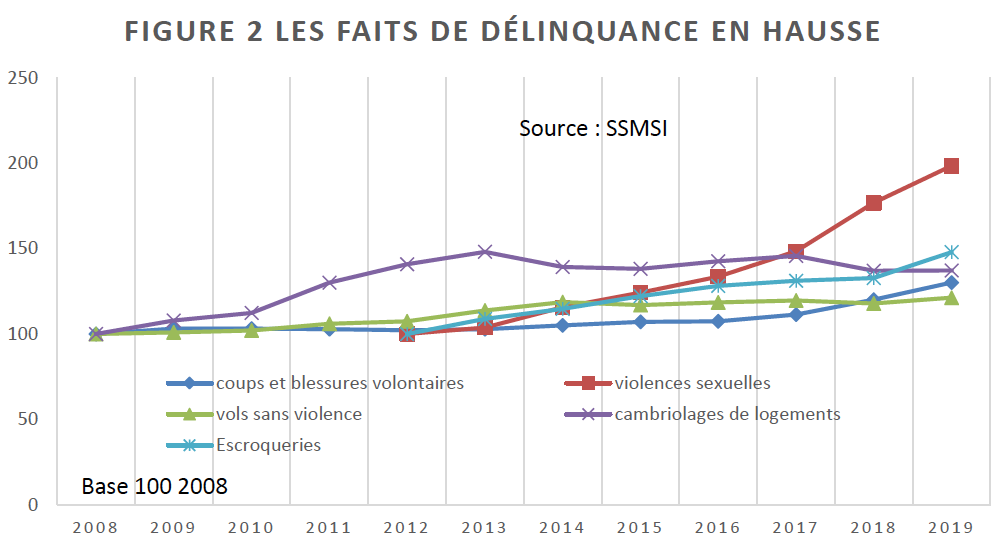 FIGURE 2 LES FAITS DE DÉLINQUANCE EN HAUSSE
250
Source : SSMSI
200
150
100
coups et blessures volontaires
violences sexuelles
50
vols sans violence
cambriolages de logements
Escroqueries
Base 100 2008
0
2008 2009 2010 2011 2012 2013 2014 2015 2016 2017 2018 2019